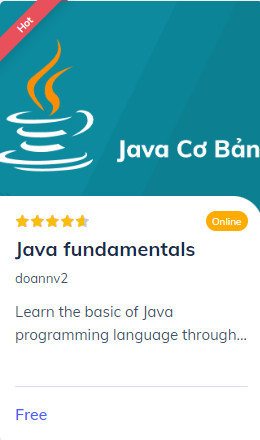 Hot
Java Cơ Bản
Online
Java fundamentals
doannv2
Learn the basic of Java
programming language through...
Free